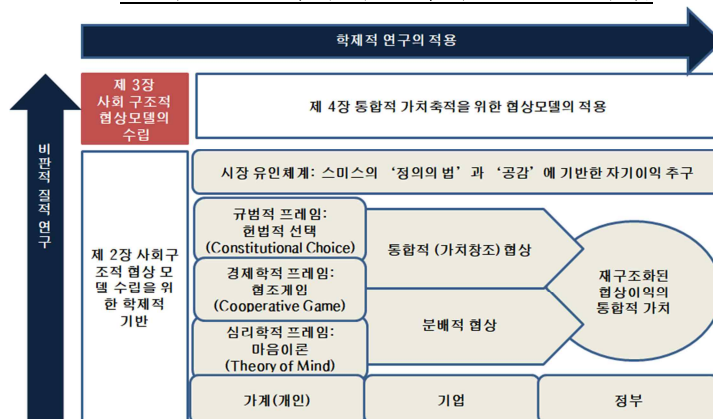 학제적 연구의 적용
비판적 질적 연구
제 3장
사회 구조적
협상모델의
수립
제 4장 통합적 가치축적을 위한 협상모델의 적용
제 2장 사회구
조적 협상 모
델 수립을 위
한 학제적
기반
시장 유인체계: 스미스의 ‘정의의 법’과 ‘공감’에 기반한 자기이익 추구
규범적 프레임:
헌법적 선택
(Constitutional Choice)
경제학적 프레임:
협조게임
(Cooperative Game)
심리학적 프레임:
마음이론
(Theory of Mind)
통합적 (가치창조) 협상
분배적 협상
재구조화된
협상이익의
통합적 가치
가계(개인)
기업
정부